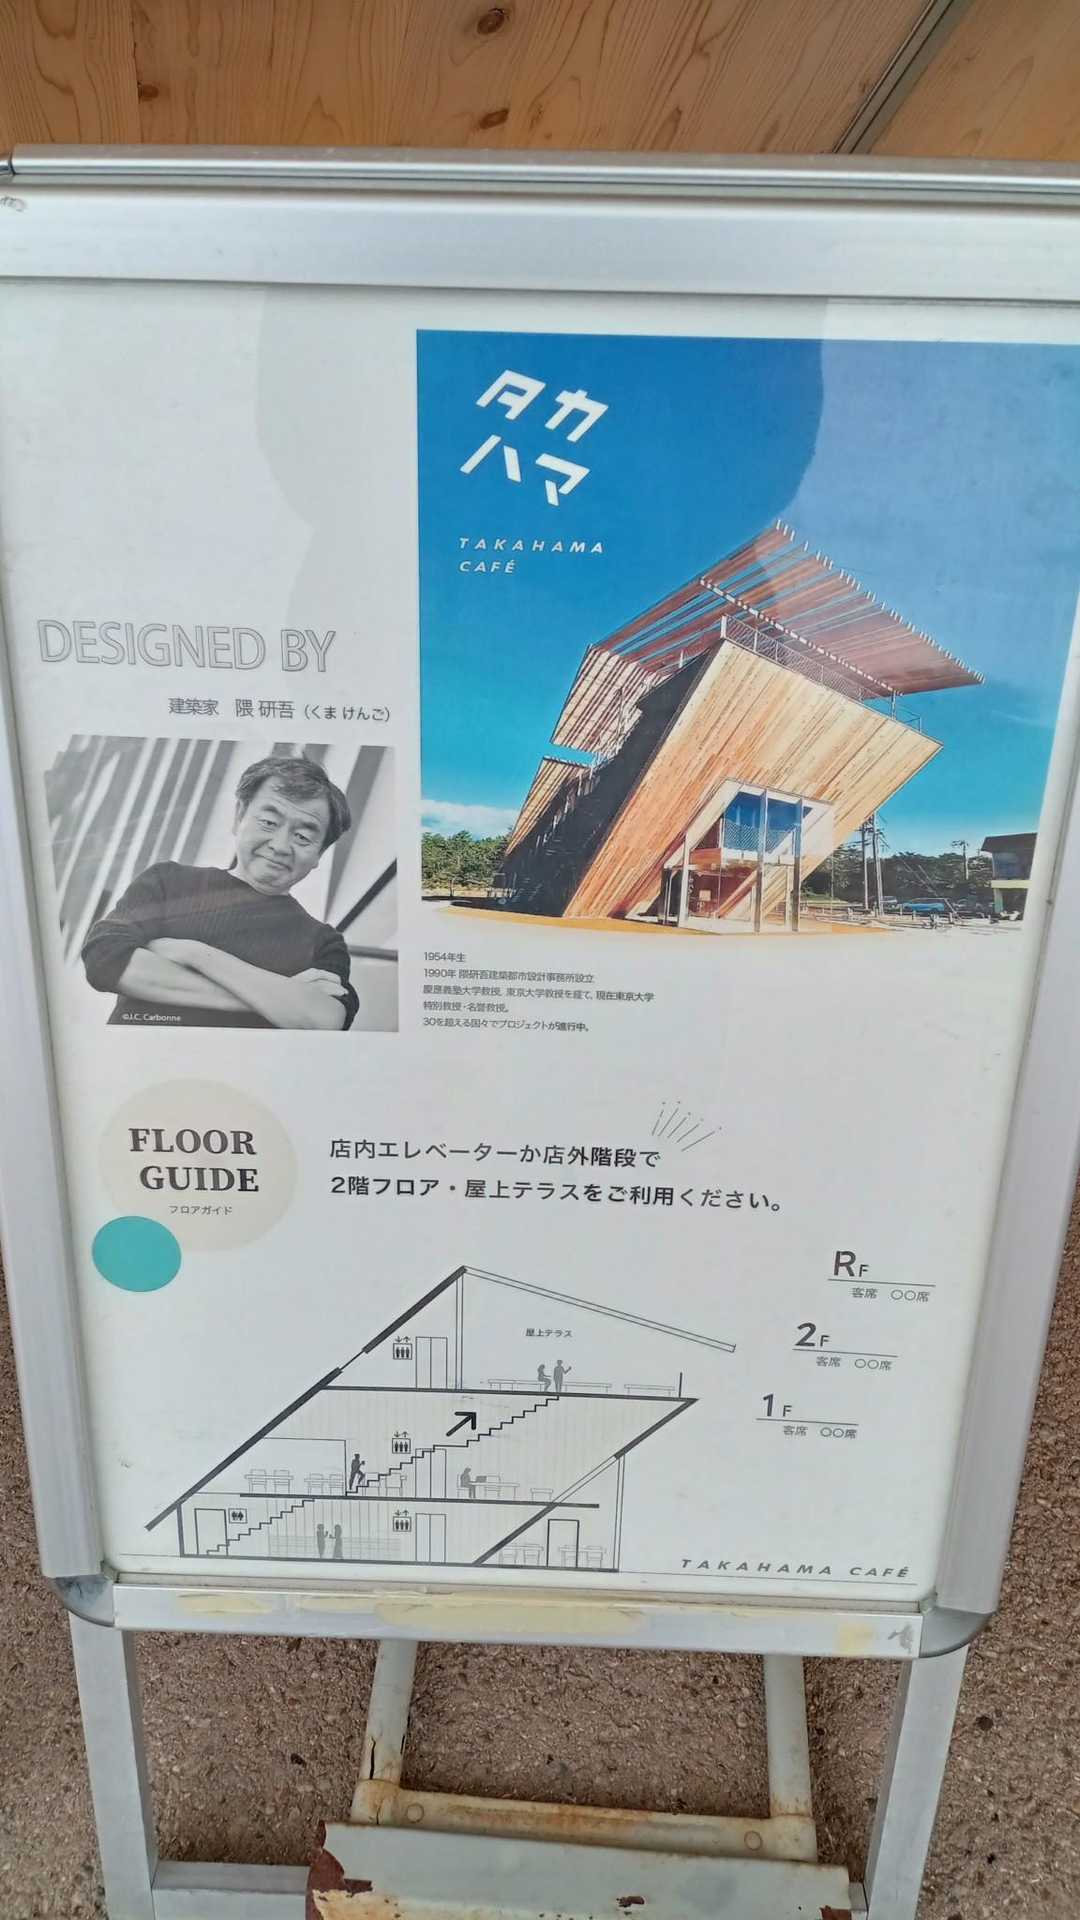 タカ
ハマ
TAKAHAMA
CAFÉ
DESIGNED BY
建築家 隈 研吾（くま けんご）
©J.C. Carbonne
1954年生
1990年 隈研吾建築都市設計事務所設立
慶應義塾大学教授、東京大学教授を経て、現在東京大学
特別教授・名誉教授。
30を超える国々でプロジェクトが進行中。
FLOOR
GUIDE
フロアガイド
店内エレベーターか店外階段で
2階フロア・屋上テラスをご利用ください。
RF
客席 〇〇席
2F
客席 〇〇席
1F
客席 〇〇席
屋上テラス
TAKAHAMA CAFÉ